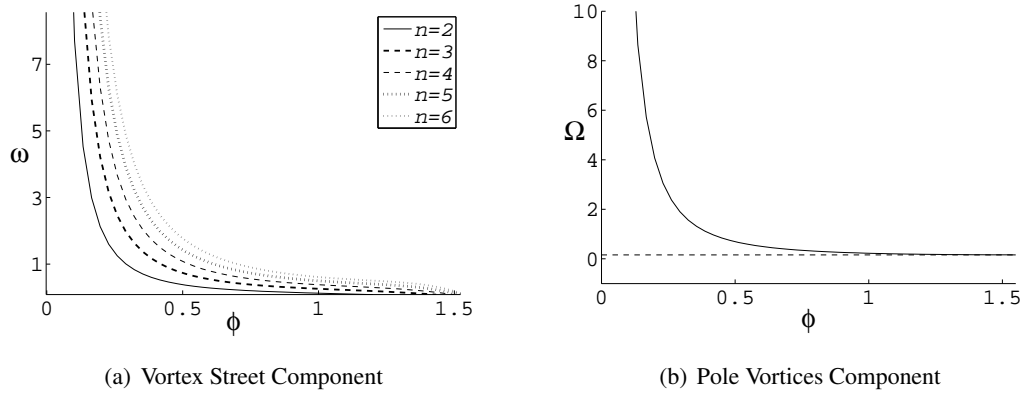 7
5
3
1
ω
0
0.5
1
1.5
ϕ
n=2
n=3
n=4
n=5
n=6
(a) Vortex Street Component
10
8
6
4
2
0
Ω
0
0.5
1
1.5
ϕ
(b) Pole Vortices Component